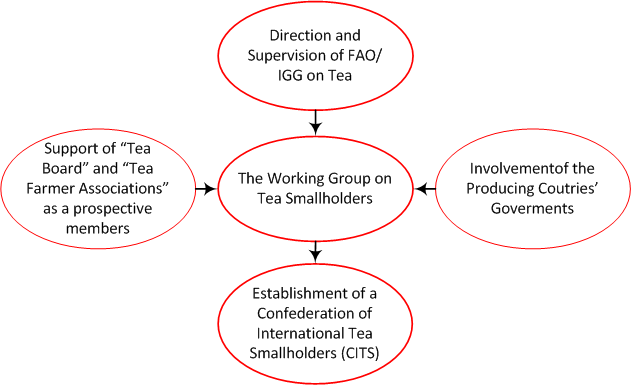 Direction and
Supervision of FAO/
IGG on Tea
Support of “Tea
Board” and “Tea
Farmer Associations”
as a prospective
members
The Working Group on
Tea Smallholders
Involvementof the
Producing Coutries’
Goverments
Establishment of a
Confederation of
International Tea
Smallholders (CITS)